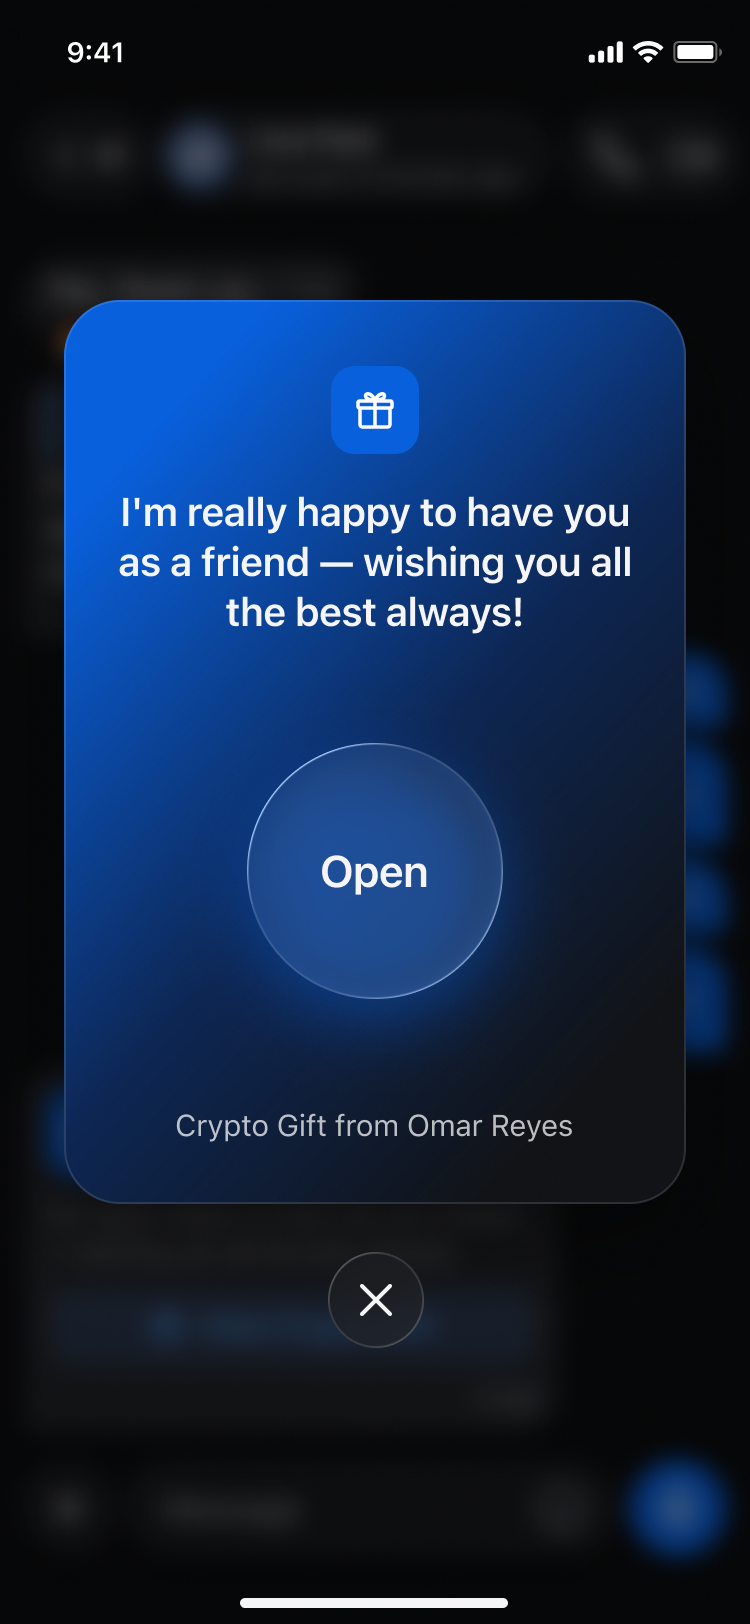 9:41
I'm really happy to have you
as a friend — wishing you all
the best always!
Open
Crypto Gift from Omar Reyes